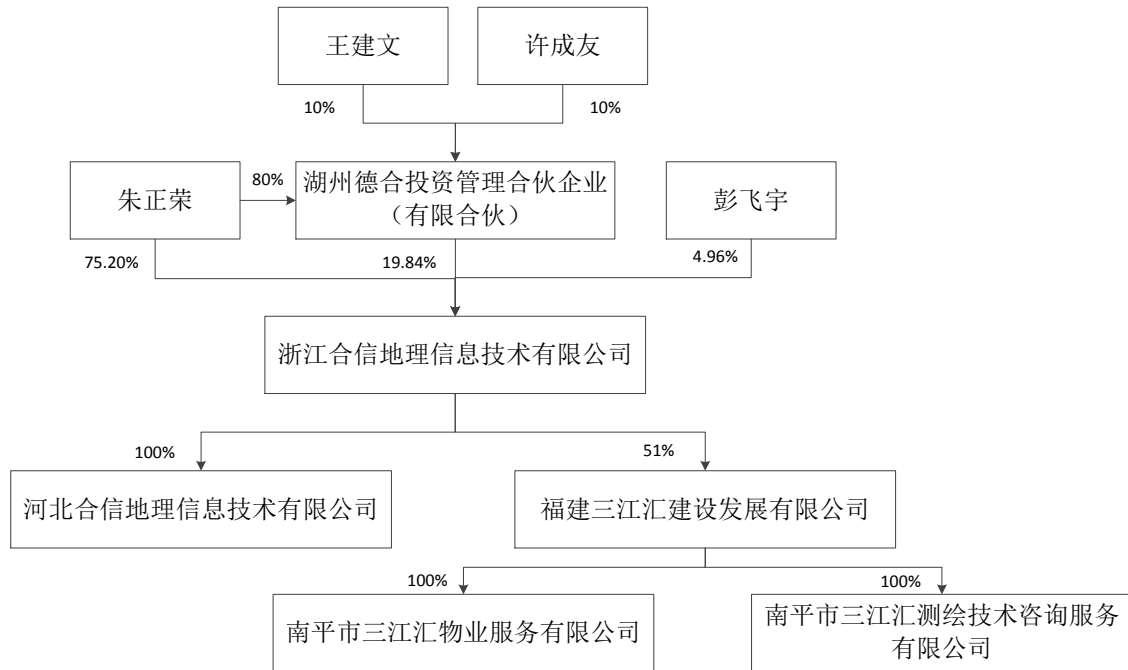 王建文
许成友
10%
10%
朱正荣
80%
湖州德合投资管理合伙企业
（有限合伙）
彭飞宇
75.20%
19.84%
4.96%
浙江合信地理信息技术有限公司
100%
51%
河北合信地理信息技术有限公司
福建三江汇建设发展有限公司
100%
100%
南平市三江汇物业服务有限公司
南平市三江汇测绘技术咨询服务
有限公司